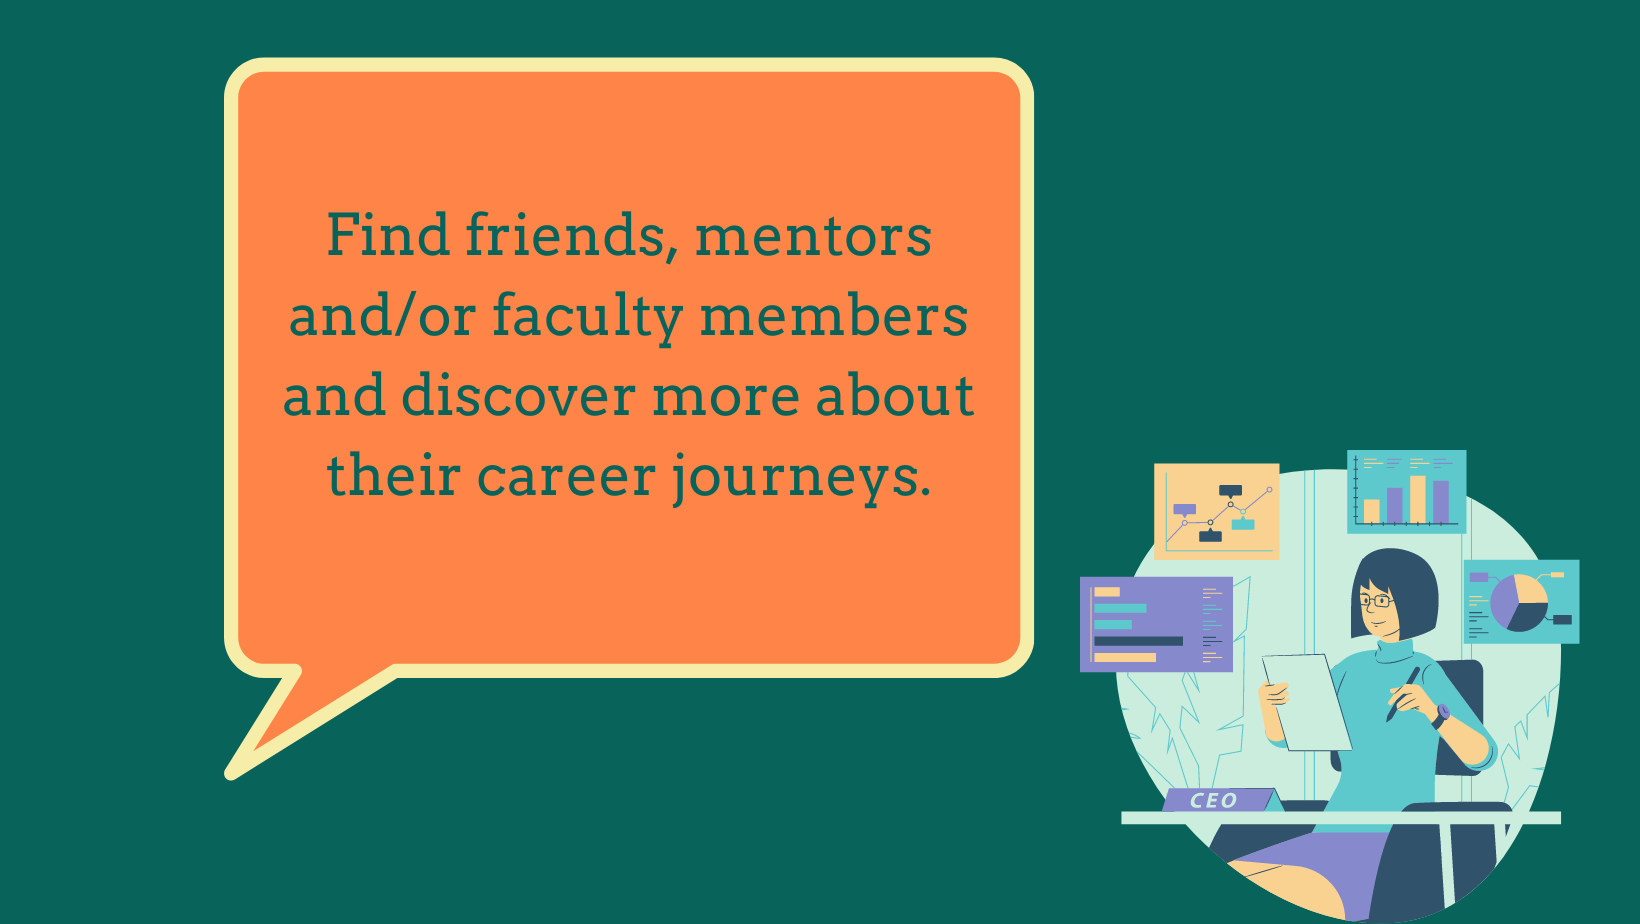 Find friends, mentors
and/or faculty members
and discover more about
their career journeys.
CEO